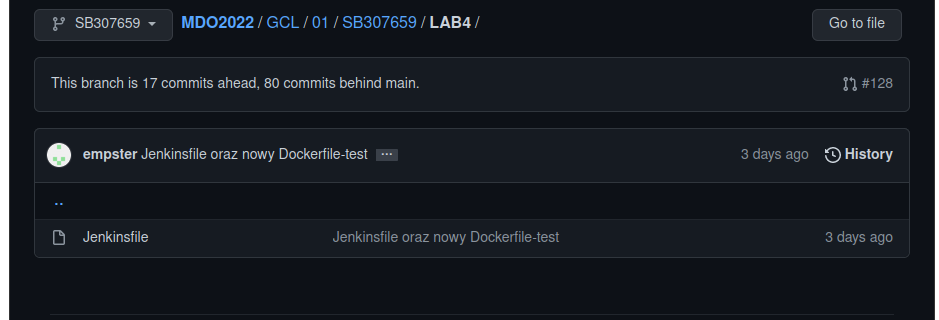 SB307659 MDO2022 / GCL / 01 / SB307659 / LAB4 / Go to file
This branch is 17 commits ahead, 80 commits behind main. #128
empster Jenkinsfile oraz nowy Dockerfile-test ... 3 days ago History
..
Jenkinsfile Jenkinsfile oraz nowy Dockerfile-test 3 days ago